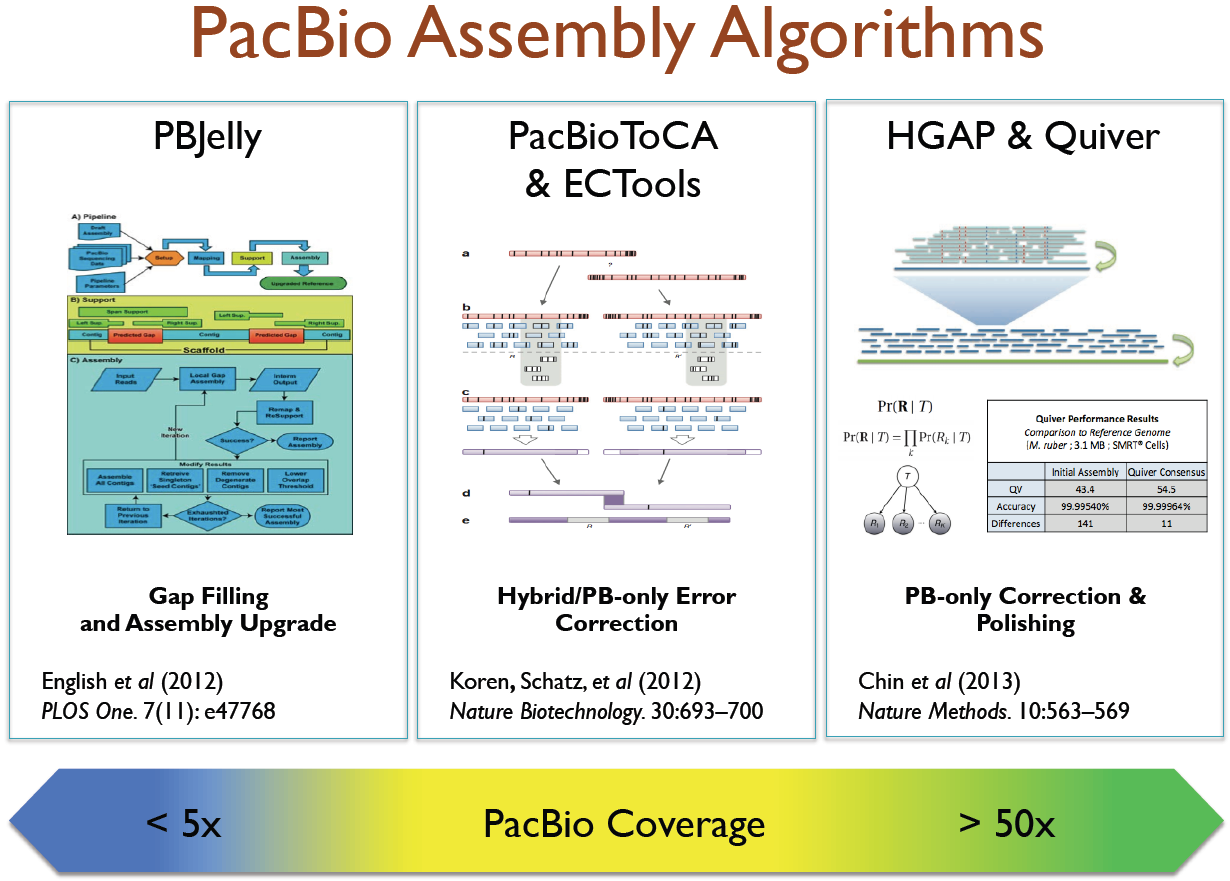 PacBio Assembly Algorithms
PBJelly
A) Pipeline
Draft
Assembly
PacBio
Sequencing
Data
Pipeline
Parameters
Setup
Mapping
Support
Assembly
Upgraded Reference
B) Support
Span Support
Left Sup.
Right Sup.
Left Sup.
Right Sup.
Contig
Predicted Gap
Contig
Predicted Gap
Contig
Scaffold
C) Assembly
Input
Reads
Local Gap
Assembly
Interm
Output
Remap &
ReSupport
New
Iteration
Success?
Report
Assembly
Modify Results
Assemble
All Contigs
Retreive
Singleton
'Seed Contigs'
Remove
Degenerate
Contigs
Lower
Overlap
Threshold
Return to
Previous
Iteration
Exhaushted
Iterations?
Report Most
Successful
Assembly
Gap Filling
and Assembly Upgrade
English et al (2012)
PLOS One. 7(11): e47768
PacBioToCA
& ECTools
a
?
b
R
R'
c
d
e
R
R'
Hybrid/PB-only Error
Correction
Koren, Schatz, et al (2012)
Nature Biotechnology. 30:693–700
HGAP & Quiver
Pr(R | T)
Pr(R | T) = ∏ Pr(Rk | T)
k
T
R1 R2 ... RK
Quiver Performance Results
Comparison to Reference Genome
(M. ruber ; 3.1 MB ; SMRT® Cells)
Initial Assembly Quiver Consensus
QV 43.4 54.5
Accuracy 99.99540% 99.99964%
Differences 141 11
PB-only Correction &
Polishing
Chin et al (2013)
Nature Methods. 10:563–569
< 5x PacBio Coverage > 50x